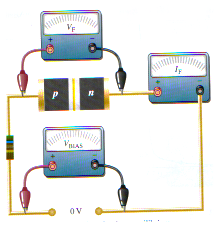 V_F
+ −
p n
I_F
+ −
V_BIAS
+ −
0 V